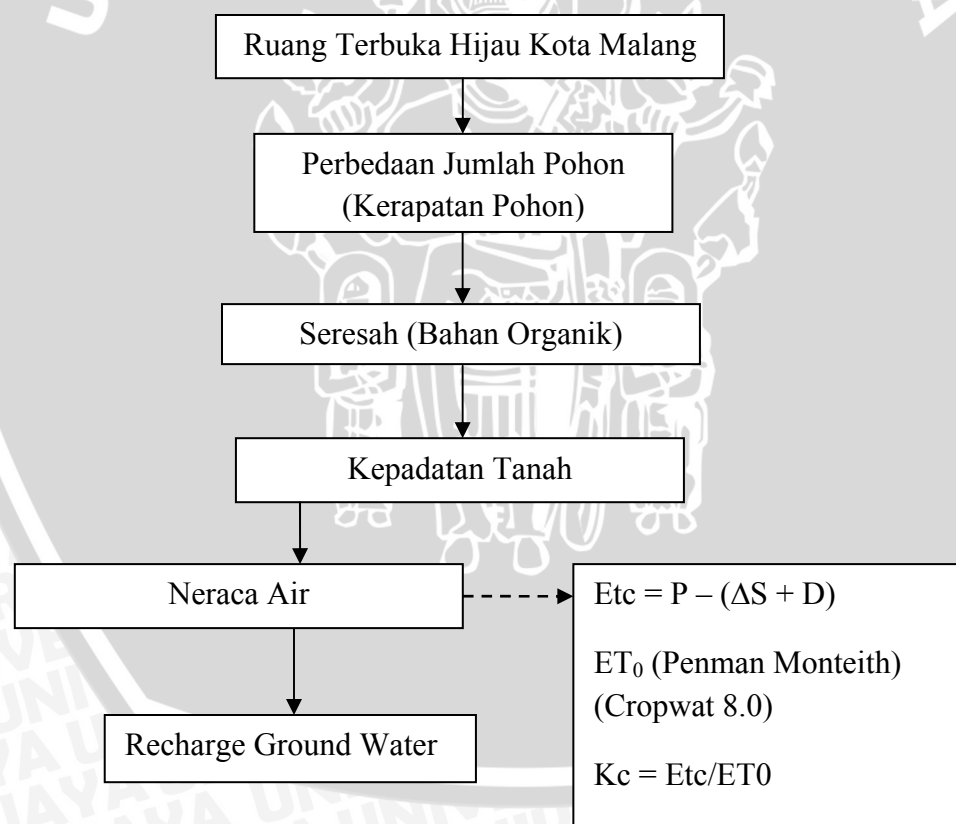 Ruang Terbuka Hijau Kota Malang
Perbedaan Jumlah Pohon
(Kerapatan Pohon)
Seresah (Bahan Organik)
Kepadatan Tanah
Neraca Air
Etc = P – (ΔS + D)
ET₀ (Penman Monteith)
(Cropwat 8.0)
Kc = Etc/ET0
Recharge Ground Water